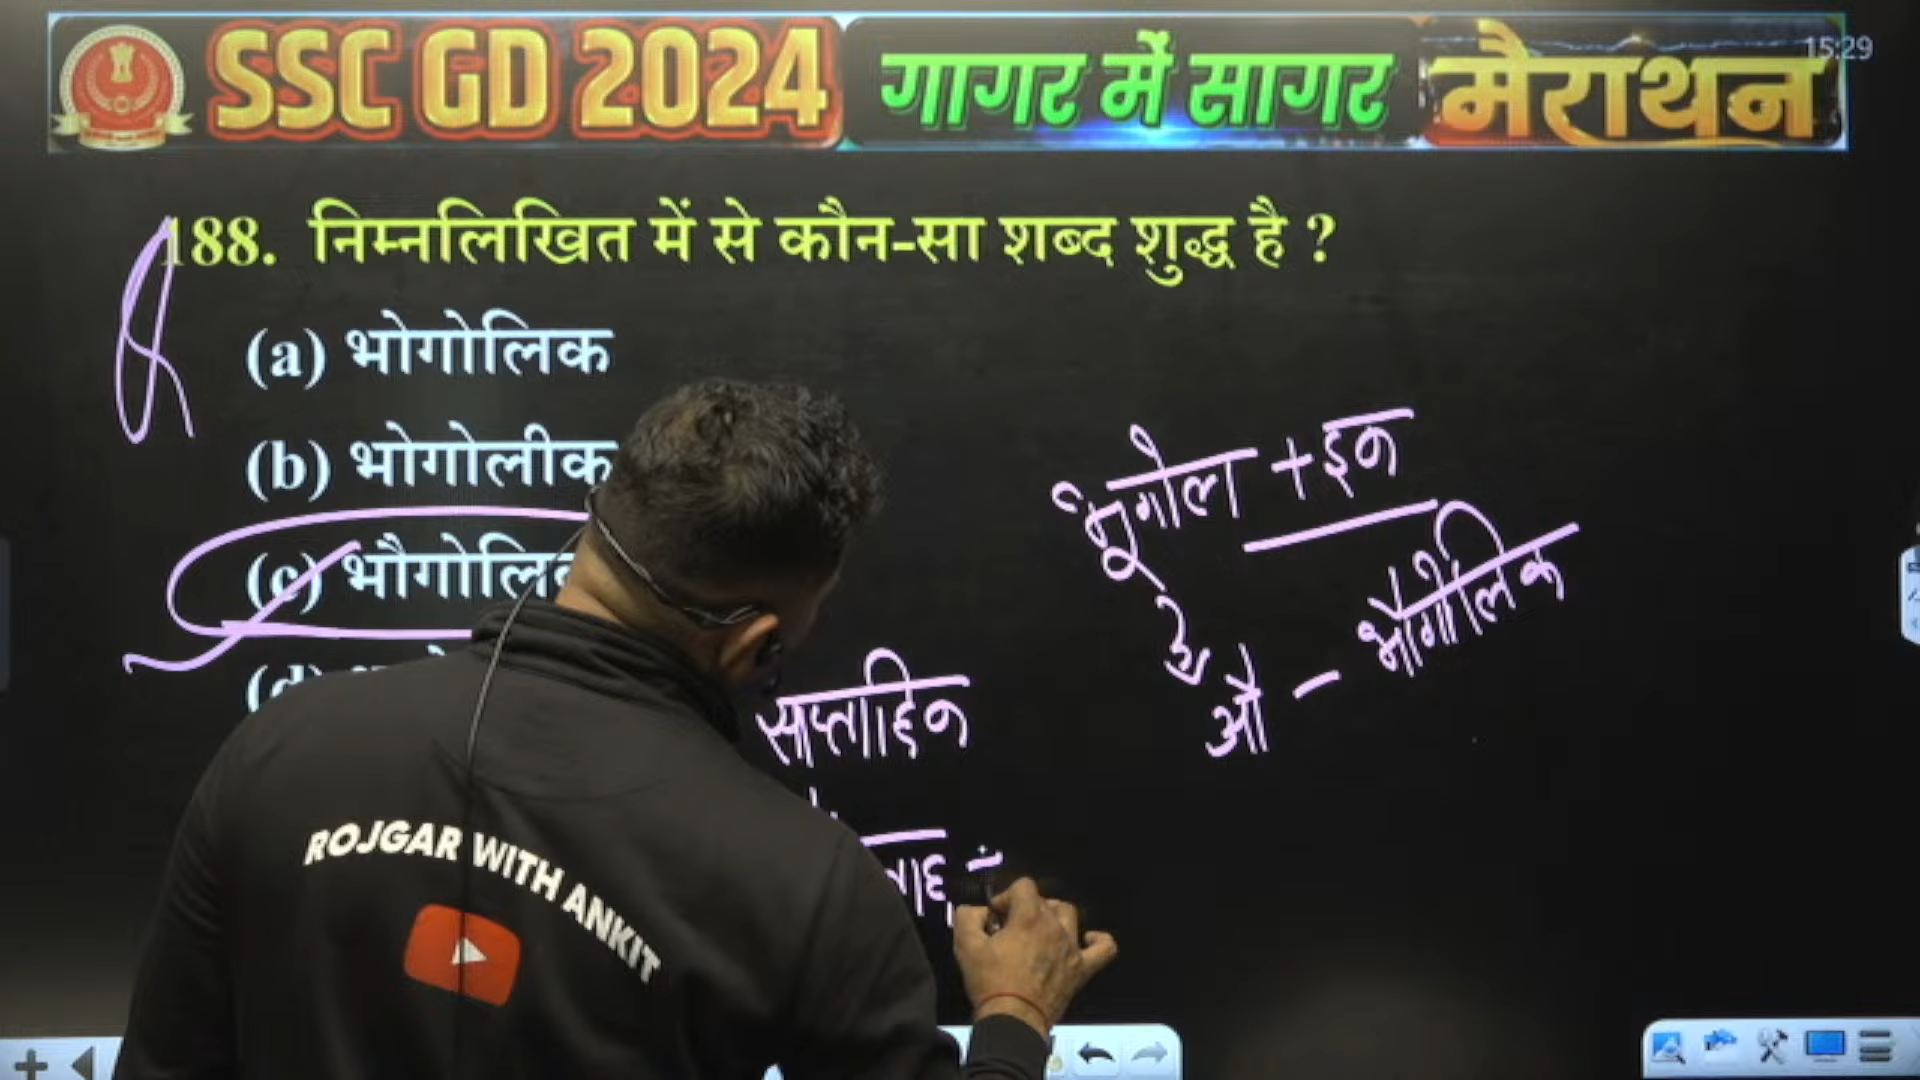 SSC GD 2024 गागर में सागर मैराथन
15:29
188. निम्नलिखित में से कौन-सा शब्द शुद्ध है ?
(a) भोगोलिक
(b) भोगोलीक
(c) भौगोलिक
(d)
भूगोल + इक
औ - भौगोलिक
साप्ताहिक
ROJGAR WITH ANKIT